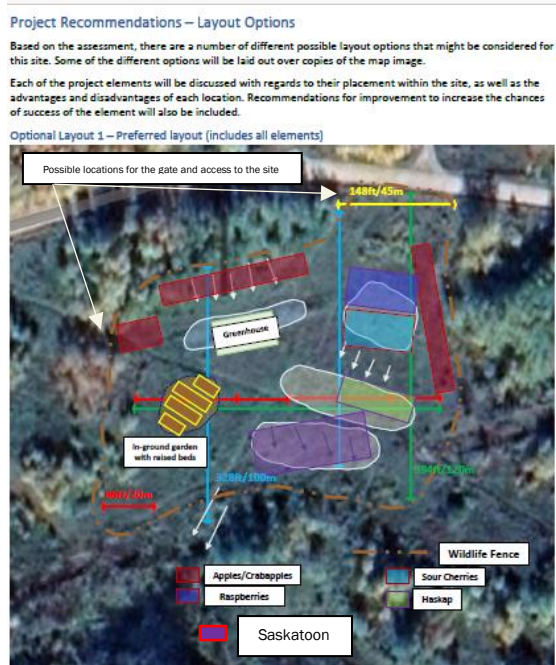 Project Recommendations – Layout Options
Based on the assessment, there are a number of different possible layout options that might be considered for
this site. Some of the different options will be laid out over copies of the map image.
Each of the project elements will be discussed with regards to their placement within the site, as well as the
advantages and disadvantages of each location. Recommendations for improvement to increase the chances
of success of the element will also be included.
Optional Layout 1 – Preferred layout (includes all elements)
Possible locations for the gate and access to the site
148ft/45m
Greenhouse
In-ground garden
with raised beds
328ft/100m
394ft/120m
Wildlife Fence
Apples/Crabapples
Sour Cherries
Raspberries
Haskap
Saskatoon